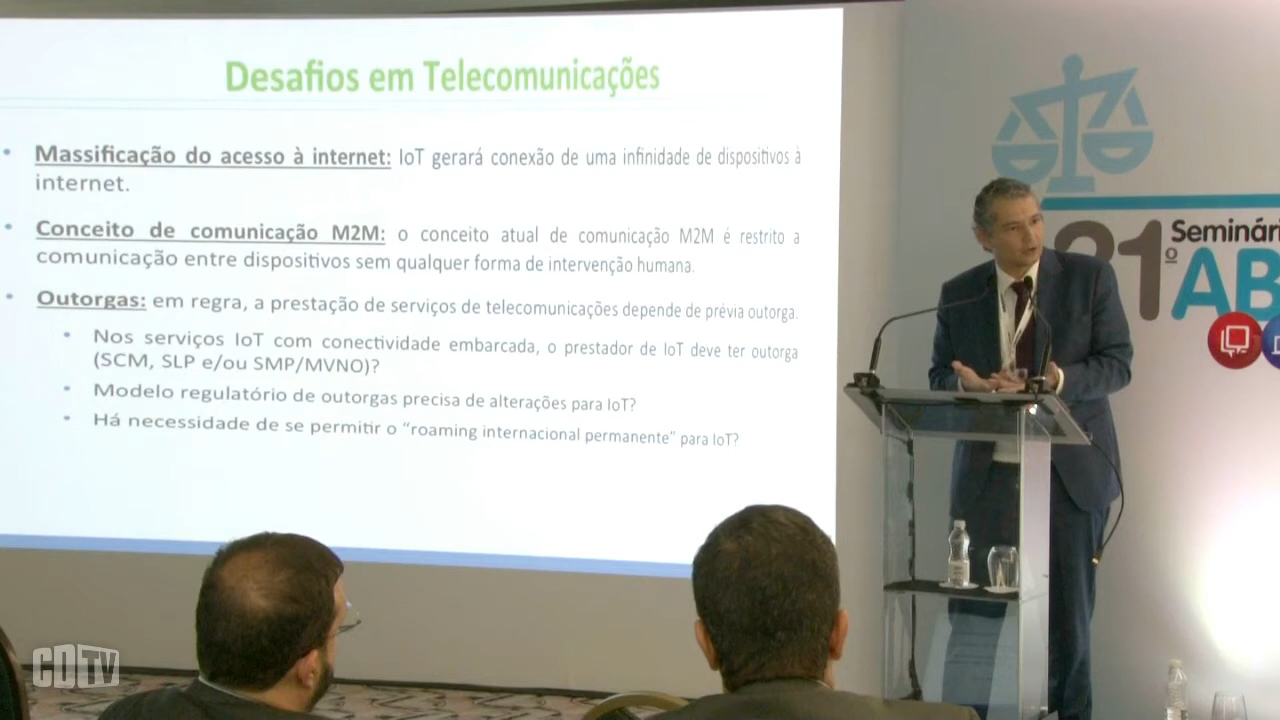 Desafios em Telecomunicações
• Massificação do acesso à internet: IoT gerará conexão de uma infinidade de dispositivos à
internet.
• Conceito de comunicação M2M: o conceito atual de comunicação M2M é restrito a
comunicação entre dispositivos sem qualquer forma de intervenção humana.
• Outorgas: em regra, a prestação de serviços de telecomunicações depende de prévia outorga.
• Nos serviços IoT com conectividade embarcada, o prestador de IoT deve ter outorga
(SCM, SLP e/ou SMP/MVNO)?
• Modelo regulatório de outorgas precisa de alterações para IoT?
• Há necessidade de se permitir o “roaming internacional permanente” para IoT?
21º
Seminári
AB
CDTV